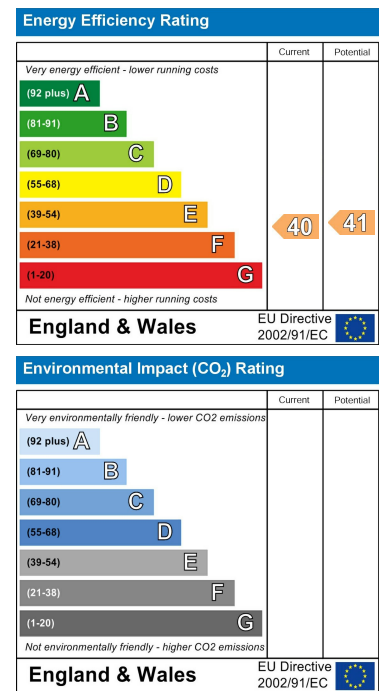 Energy Efficiency Rating
Current Potential
Very energy efficient - lower running costs
(92 plus) A
(81-91) B
(69-80) C
(55-68) D
(39-54) E
(21-38) F
(1-20) G
40 41
Not energy efficient - higher running costs
England & Wales
EU Directive
2002/91/EC
Environmental Impact (CO₂) Rating
Current Potential
Very environmentally friendly - lower CO2 emissions
(92 plus) A
(81-91) B
(69-80) C
(55-68) D
(39-54) E
(21-38) F
(1-20) G
Not environmentally friendly - higher CO2 emissions
England & Wales
EU Directive
2002/91/EC